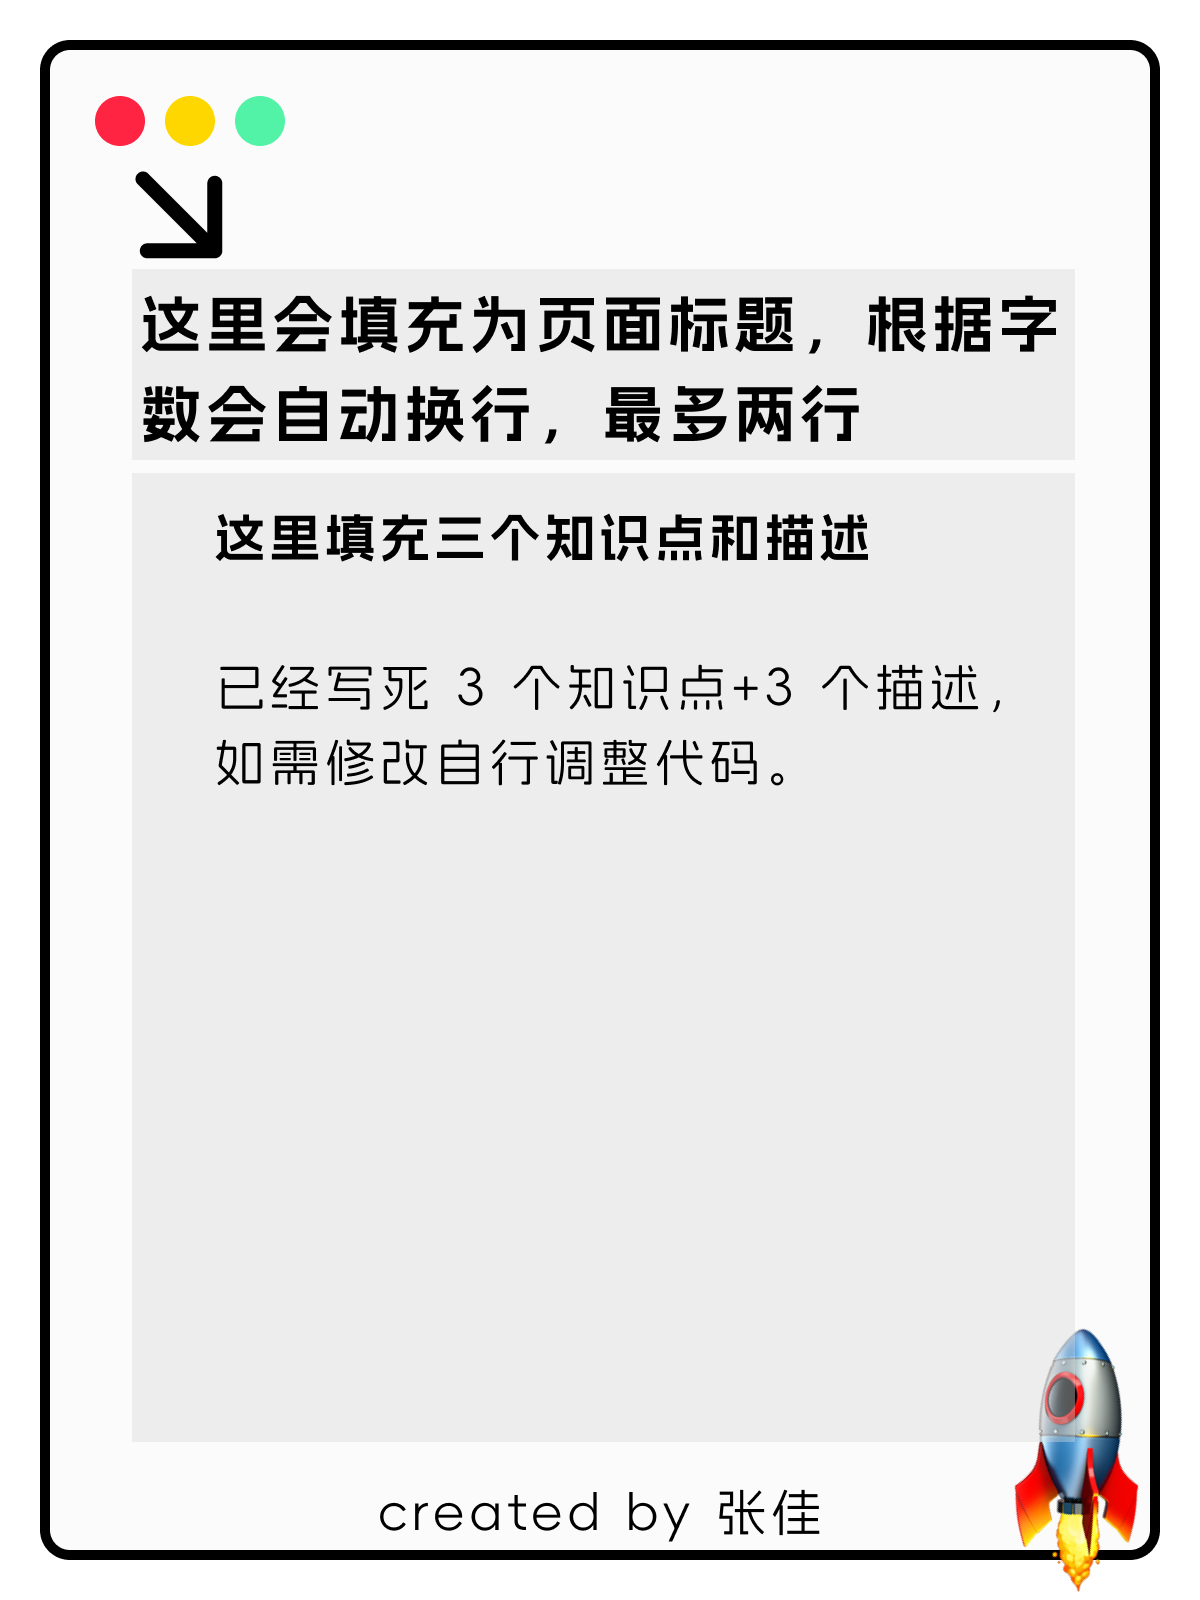 这里会填充为页面标题，根据字
数会自动换行，最多两行
这里填充三个知识点和描述
已经写死 3 个知识点+3 个描述，
如需修改自行调整代码。
created by 张佳